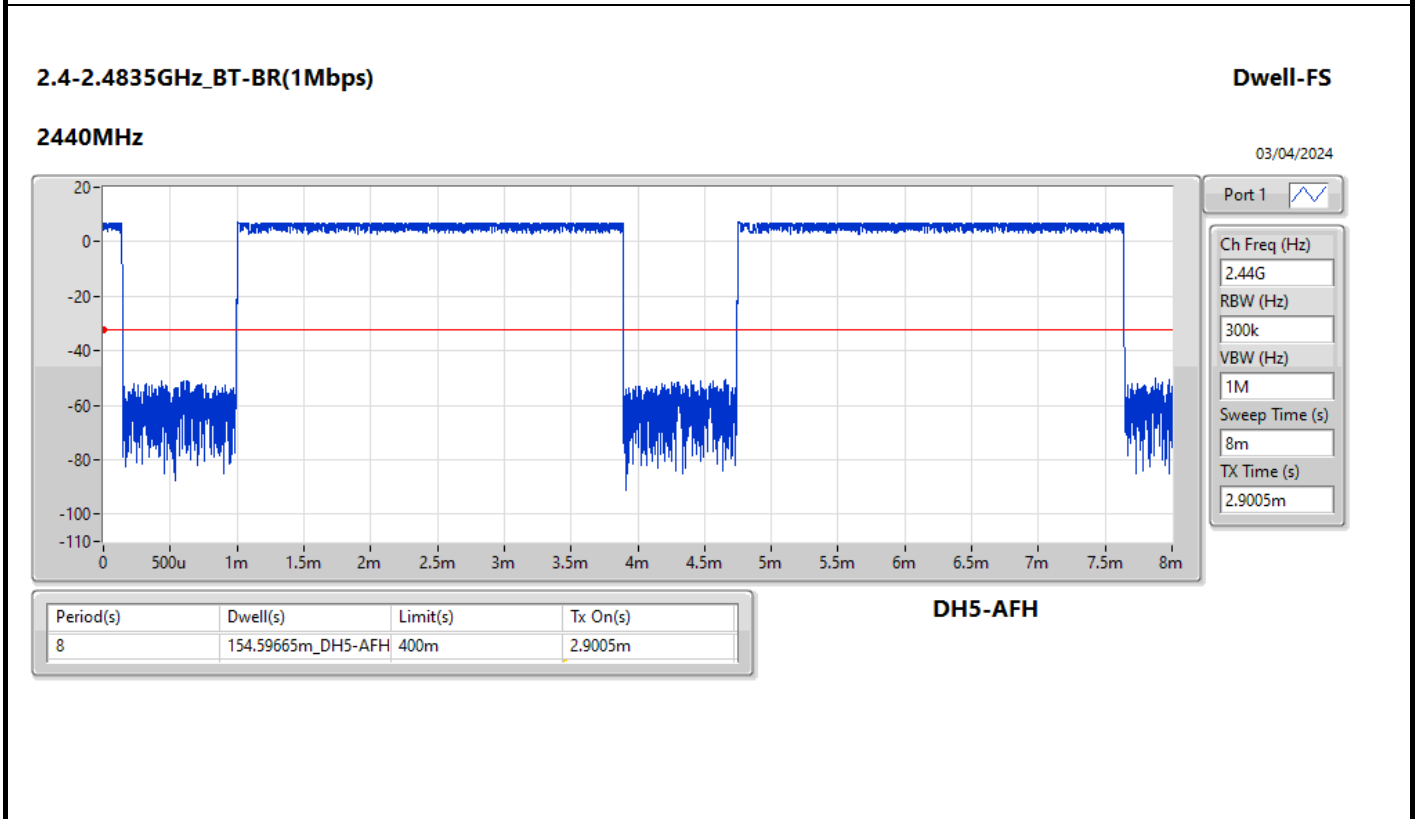 2.4-2.4835GHz_BT-BR(1Mbps)
Dwell-FS
2440MHz
03/04/2024
Port 1
20
0
-20
-40
-60
-80
-100
-110
0 500u 1m 1.5m 2m 2.5m 3m 3.5m 4m 4.5m 5m 5.5m 6m 6.5m 7m 7.5m 8m
Ch Freq (Hz)
2.44G
RBW (Hz)
300k
VBW (Hz)
1M
Sweep Time (s)
8m
TX Time (s)
2.9005m
Period(s) Dwell(s) Limit(s) Tx On(s)
8 154.59665m_DH5-AFH 400m 2.9005m
DH5-AFH